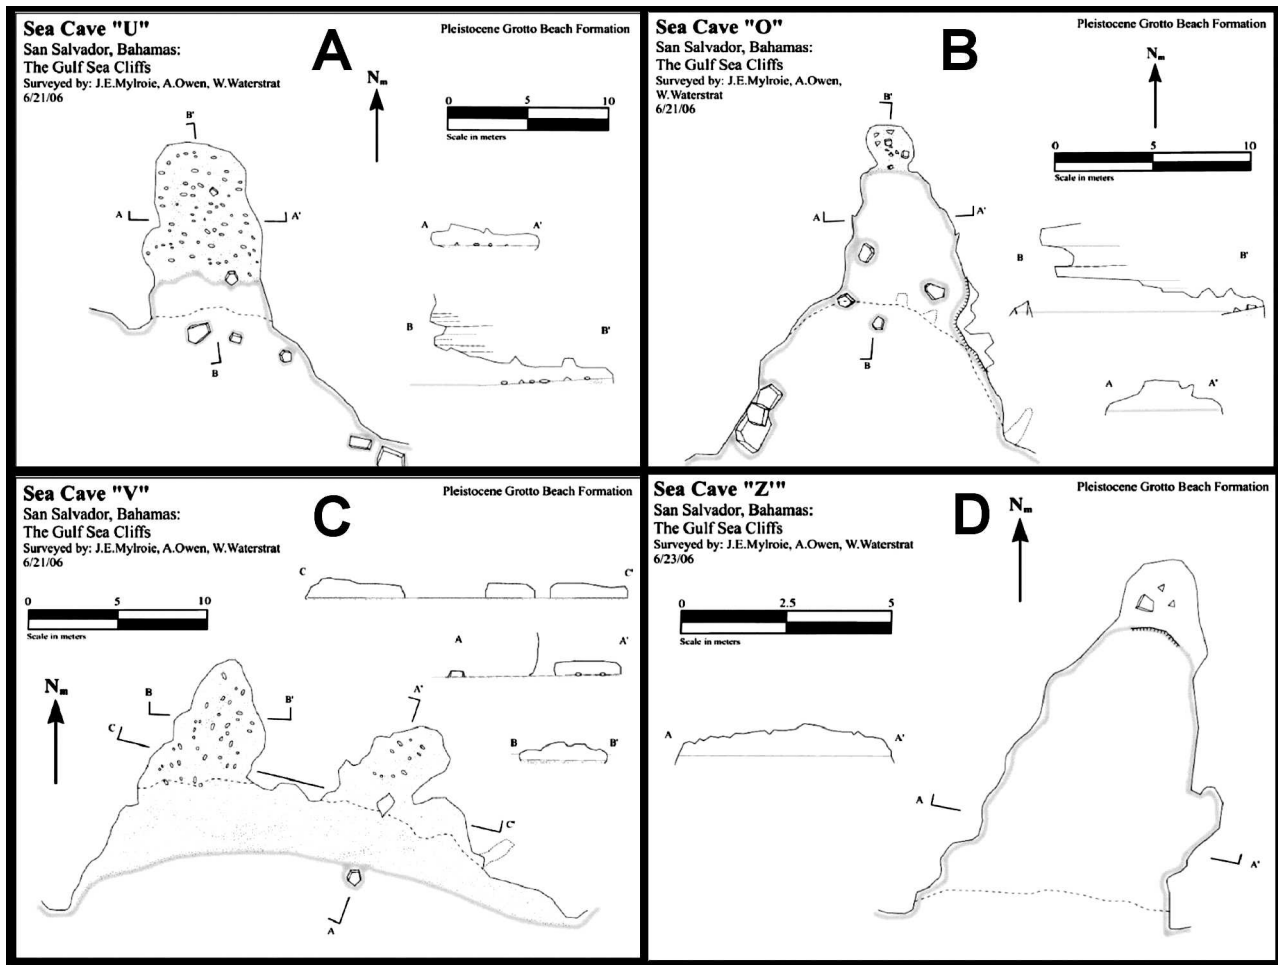 Sea Cave "U"
San Salvador, Bahamas:
The Gulf Sea Cliffs
Surveyed by: J.E.Mylroie, A.Owen, W.Waterstrat
6/21/06
A
Pleistocene Grotto Beach Formation
Nm
0 5 10
Scale in meters
B'
A A'
B
A A'
B B'
Sea Cave "O"
San Salvador, Bahamas:
The Gulf Sea Cliffs
Surveyed by: J.E.Mylroie, A.Owen,
W.Waterstrat
6/21/06
B
Pleistocene Grotto Beach Formation
Nm
0 5 10
Scale in meters
B'
A A'
B
B B'
A A'
Sea Cave "V"
San Salvador, Bahamas:
The Gulf Sea Cliffs
Surveyed by: J.E.Mylroie, A.Owen, W.Waterstrat
6/21/06
C
Pleistocene Grotto Beach Formation
0 5 10
Scale in meters
Nm
C C'
A A'
B B'
B B'
C
A'
C'
A
Sea Cave "Z'"
San Salvador, Bahamas:
The Gulf Sea Cliffs
Surveyed by: J.E.Mylroie, A.Owen, W.Waterstrat
6/23/06
D
Pleistocene Grotto Beach Formation
Nm
0 2.5 5
Scale in meters
A A'
A
A'